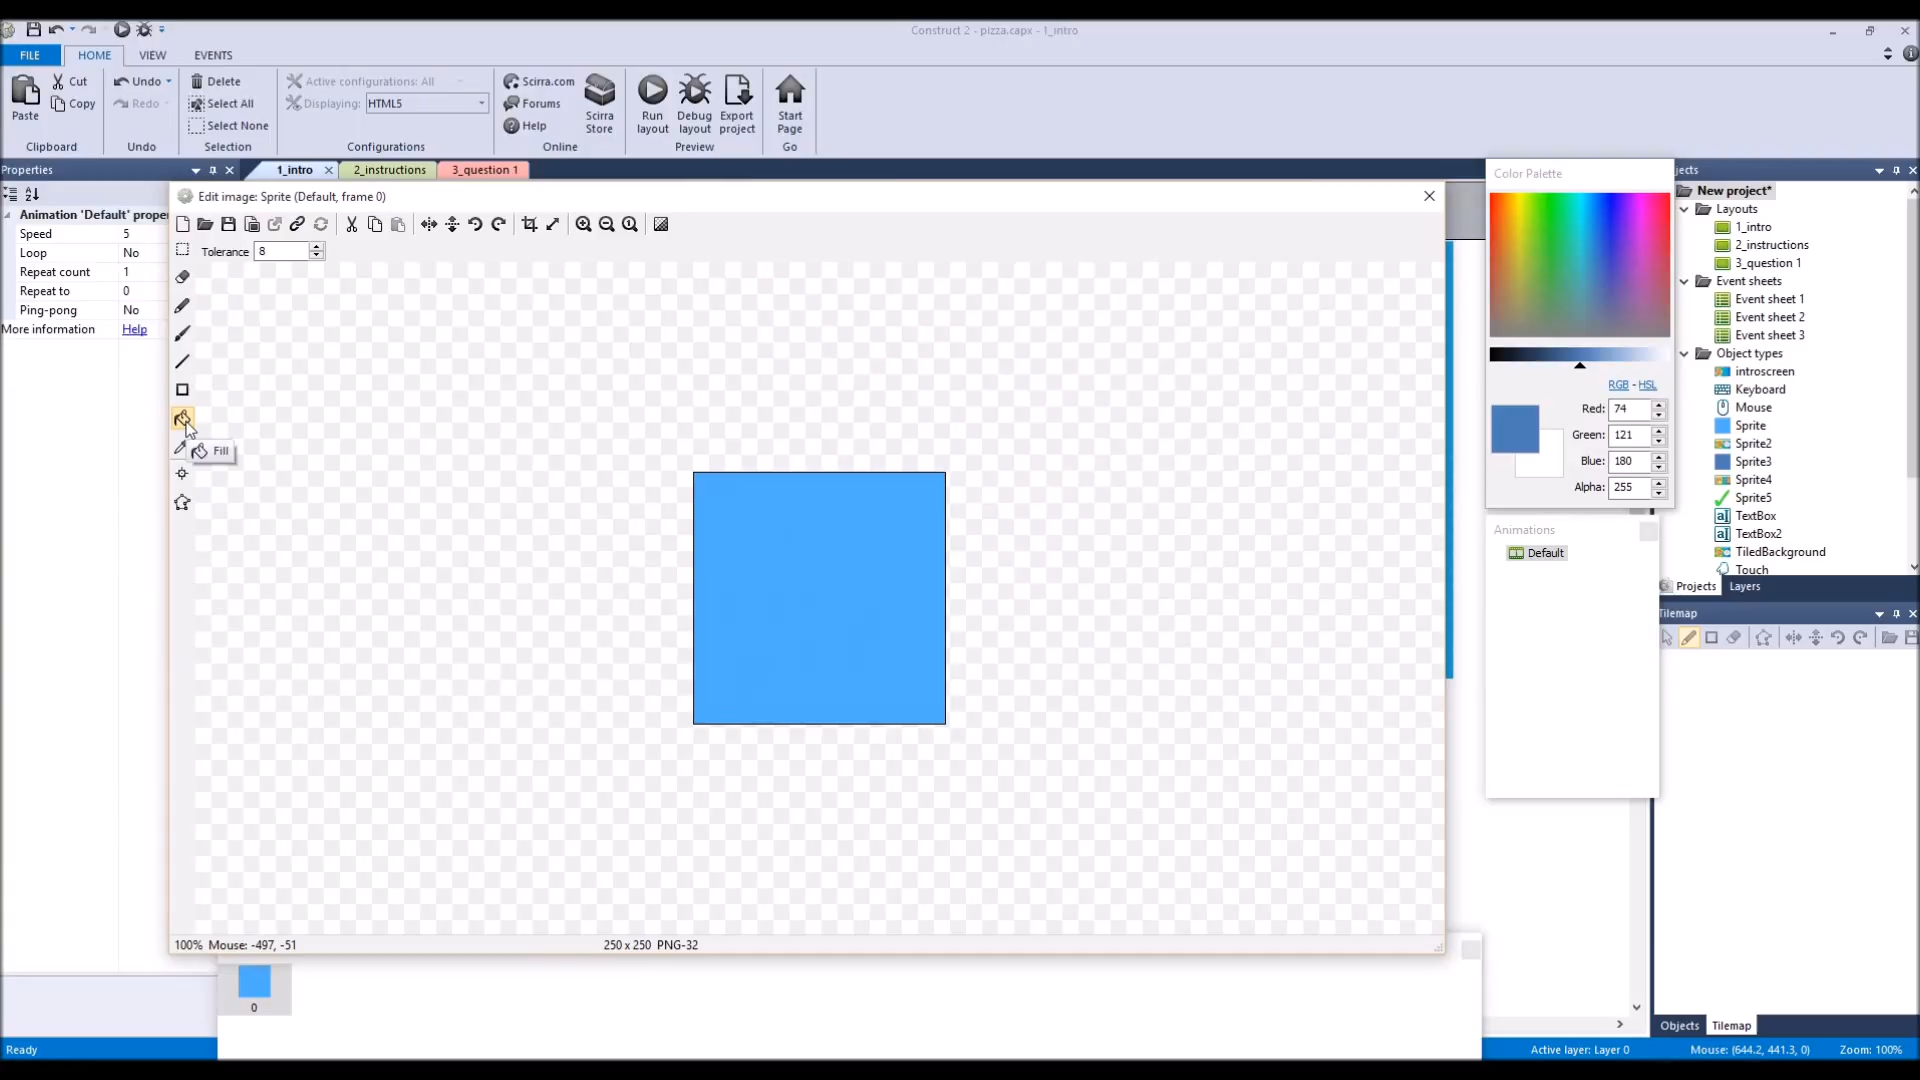 Construct 2 - pizza.capx - 1_intro
FILE HOME VIEW EVENTS
Paste Cut Copy Clipboard
Undo Redo Undo
Delete Select All Select None Selection
Active configurations: All
Displaying: HTML5
Configurations
Scirra.com Forums Help
Scirra Store
Online
Run layout Debug layout Export project
Preview
Start Page
Go
Properties
1_intro 2_instructions 3_question 1
Animation 'Default' proper
Speed 5
Loop No
Repeat count 1
Repeat to 0
Ping-pong No
More information Help
Edit image: Sprite (Default, frame 0)
Tolerance 8
Fill
100% Mouse: -497, -51
250 x 250 PNG-32
0
Color Palette
RGB - HSL
Red: 74
Green: 121
Blue: 180
Alpha: 255
Animations
Default
jects
New project*
Layouts
1_intro
2_instructions
3_question 1
Event sheets
Event sheet 1
Event sheet 2
Event sheet 3
Object types
introscreen
Keyboard
Mouse
Sprite
Sprite2
Sprite3
Sprite4
Sprite5
TextBox
TextBox2
TiledBackground
Touch
Projects Layers
Tilemap
Objects Tilemap
Ready
Active layer: Layer 0
Mouse: (644.2, 441.3, 0)
Zoom: 100%